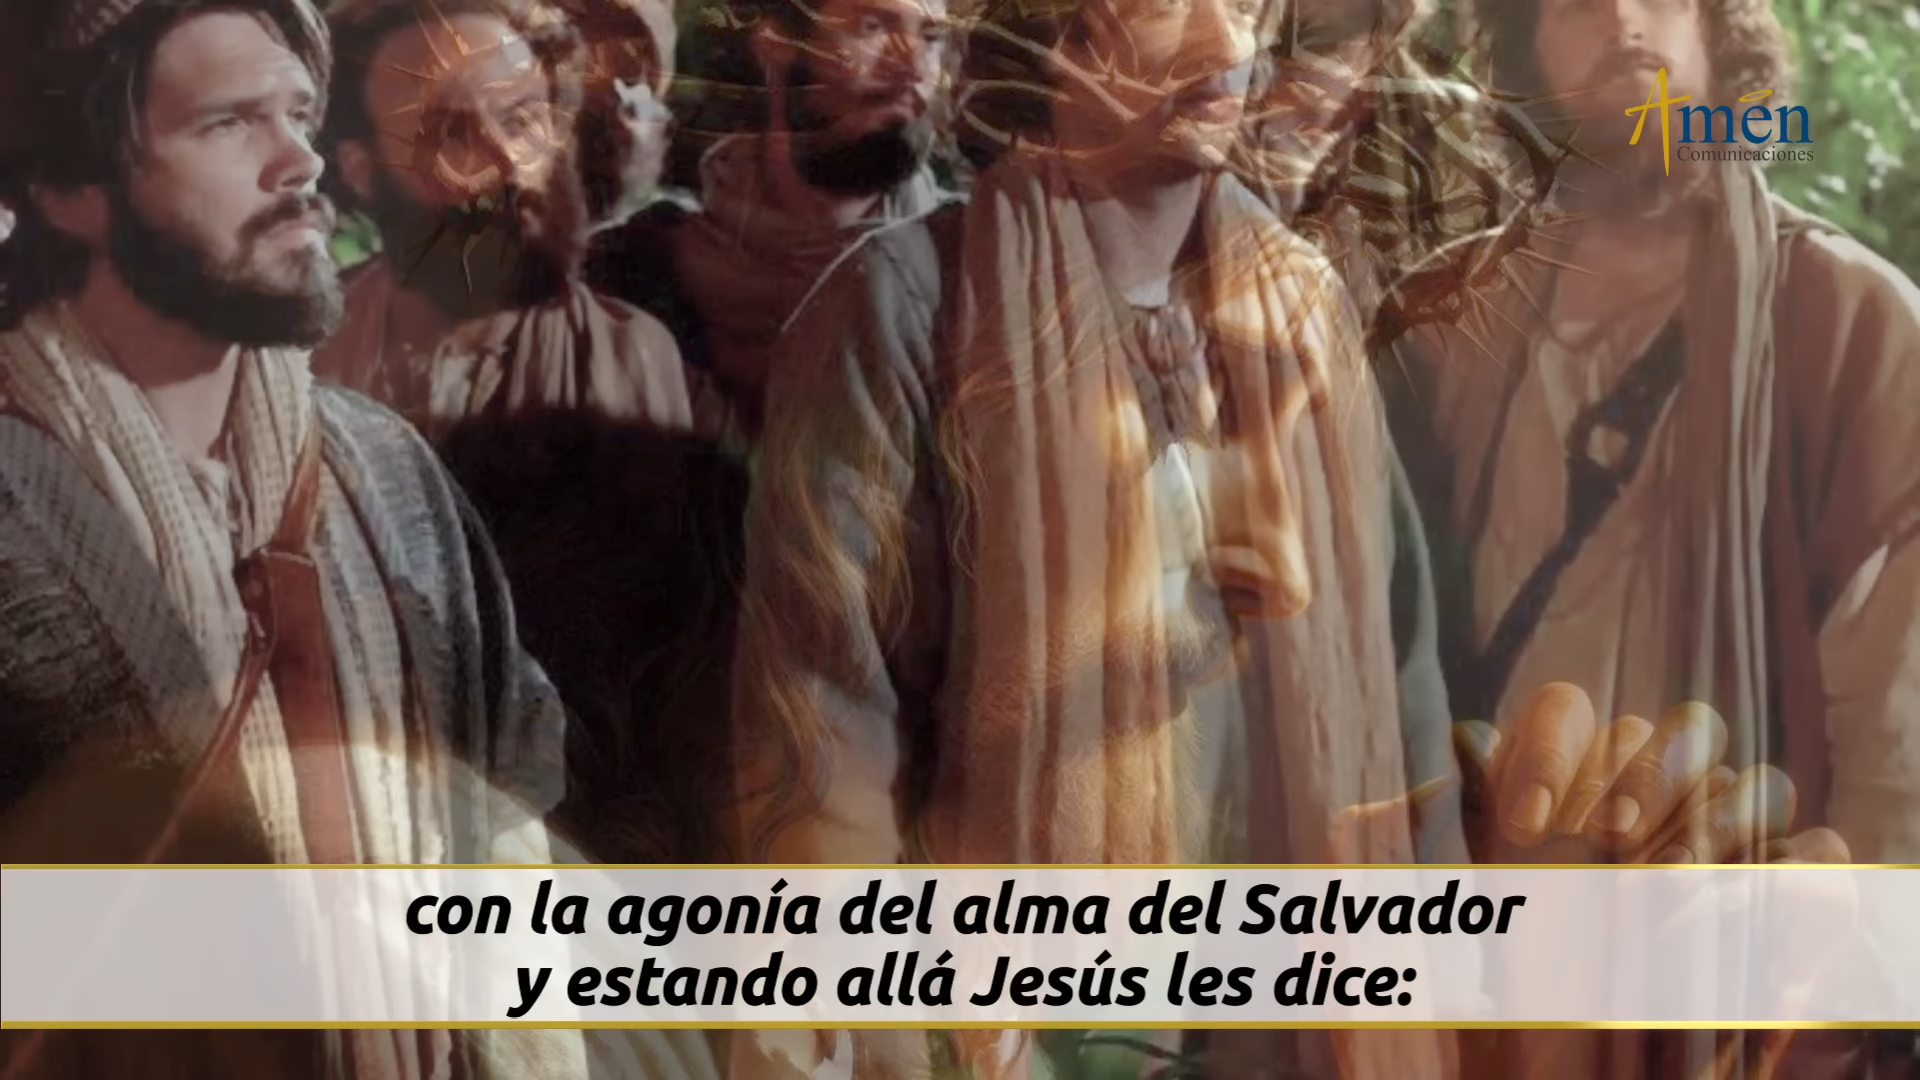 Amén
Comunicaciones
con la agonía del alma del Salvador
y estando allá Jesús les dice: